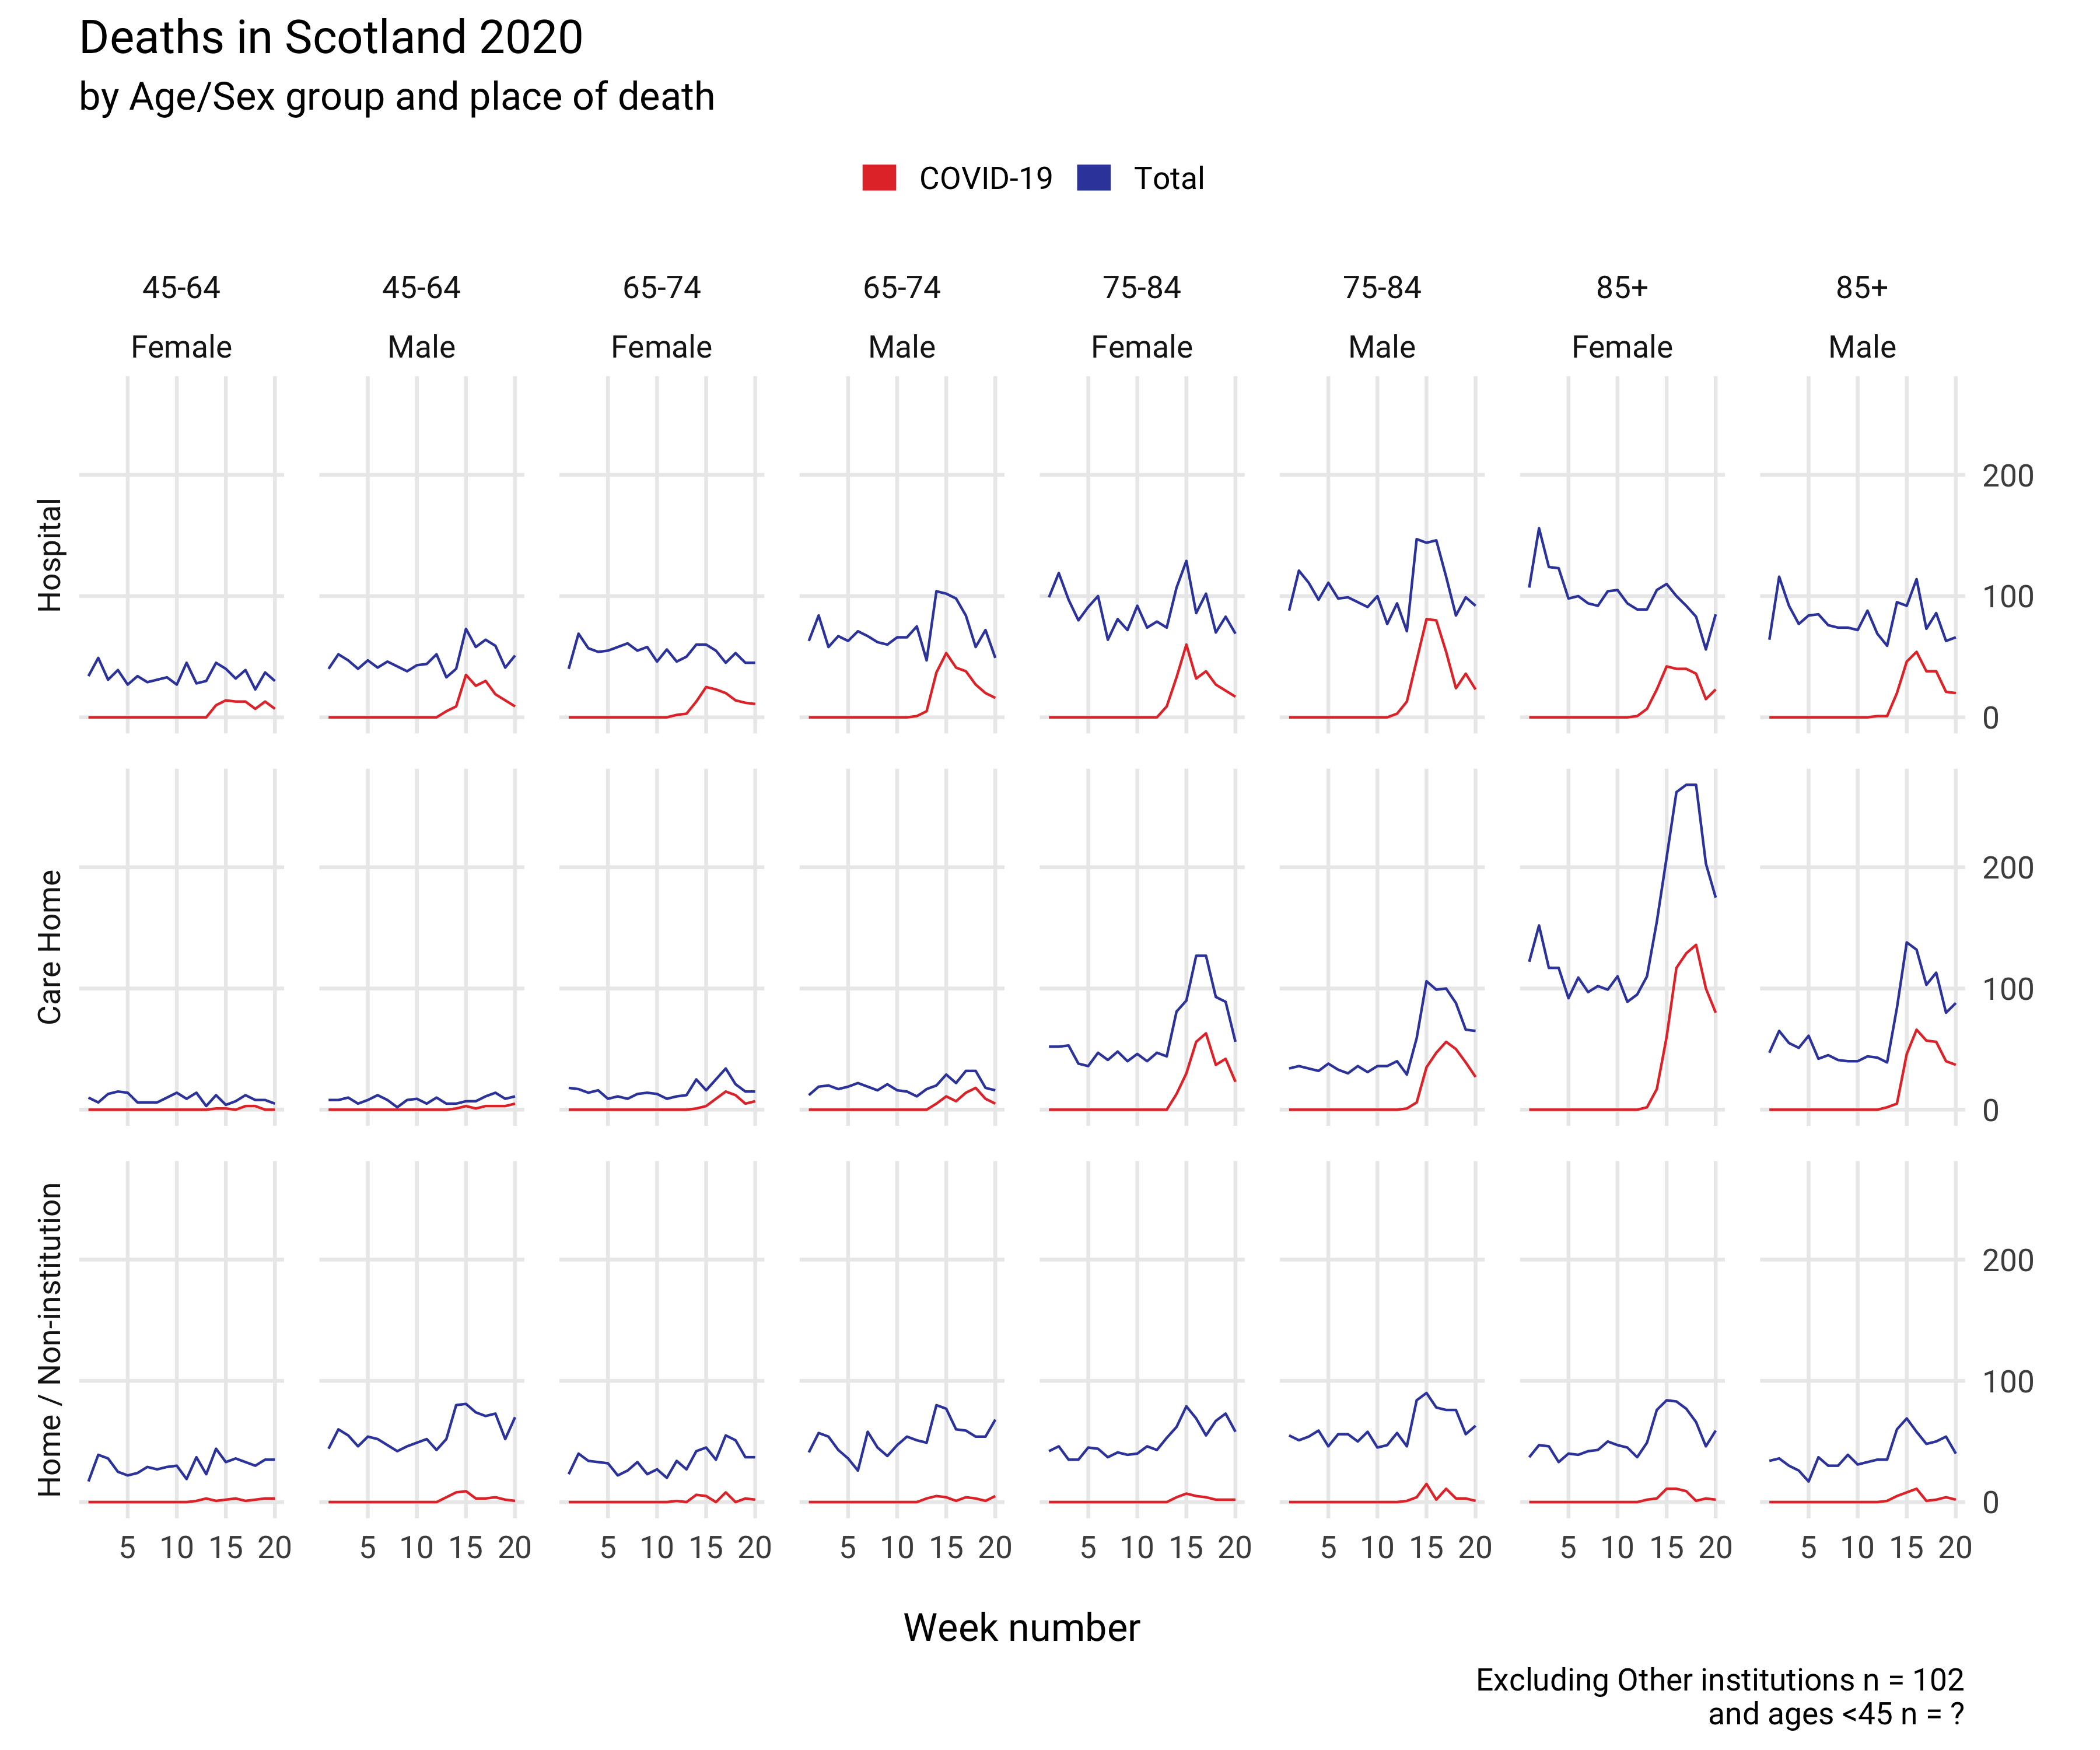 Deaths in Scotland 2020
by Age/Sex group and place of death
COVID-19 Total
45-64 45-64 65-74 65-74 75-84 75-84 85+ 85+
Female Male Female Male Female Male Female Male
Hospital
200
100
0
Care Home
200
100
0
Home / Non-institution
200
100
0
5 10 15 20 5 10 15 20 5 10 15 20 5 10 15 20 5 10 15 20 5 10 15 20 5 10 15 20 5 10 15 20
Week number
Excluding Other institutions n = 102
and ages <45 n = ?